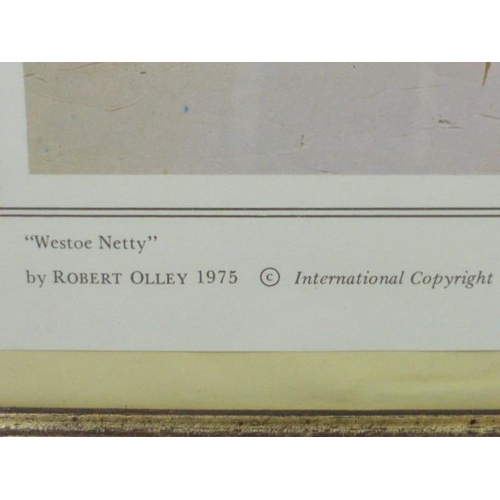 “Westoe Netty”
by ROBERT OLLEY 1975 © International Copyright